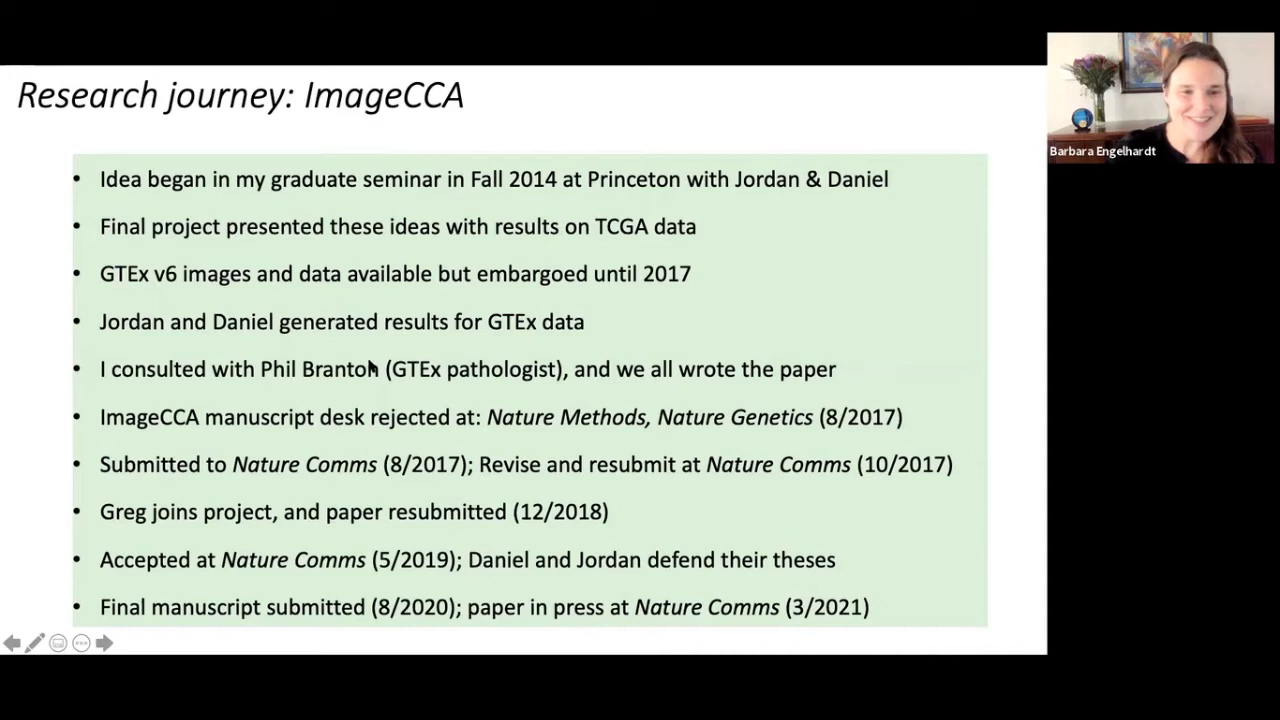 Research journey: ImageCCA
Barbara Engelhardt
• Idea began in my graduate seminar in Fall 2014 at Princeton with Jordan & Daniel
• Final project presented these ideas with results on TCGA data
• GTEx v6 images and data available but embargoed until 2017
• Jordan and Daniel generated results for GTEx data
• I consulted with Phil Branton (GTEx pathologist), and we all wrote the paper
• ImageCCA manuscript desk rejected at: Nature Methods, Nature Genetics (8/2017)
• Submitted to Nature Comms (8/2017); Revise and resubmit at Nature Comms (10/2017)
• Greg joins project, and paper resubmitted (12/2018)
• Accepted at Nature Comms (5/2019); Daniel and Jordan defend their theses
• Final manuscript submitted (8/2020); paper in press at Nature Comms (3/2021)